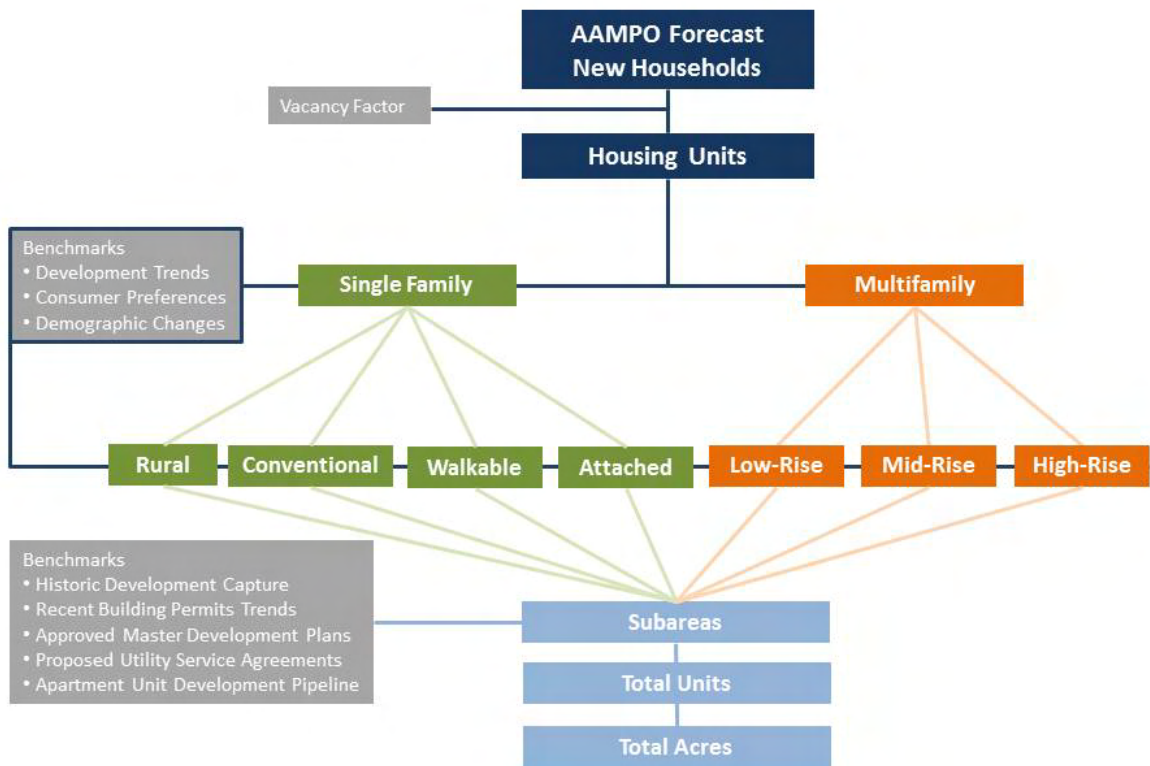 AAMPO Forecast
New Households
Vacancy Factor
Housing Units
Benchmarks
• Development Trends
• Consumer Preferences
• Demographic Changes
Single Family
Multifamily
Rural
Conventional
Walkable
Attached
Low-Rise
Mid-Rise
High-Rise
Benchmarks
• Historic Development Capture
• Recent Building Permits Trends
• Approved Master Development Plans
• Proposed Utility Service Agreements
• Apartment Unit Development Pipeline
Subareas
Total Units
Total Acres